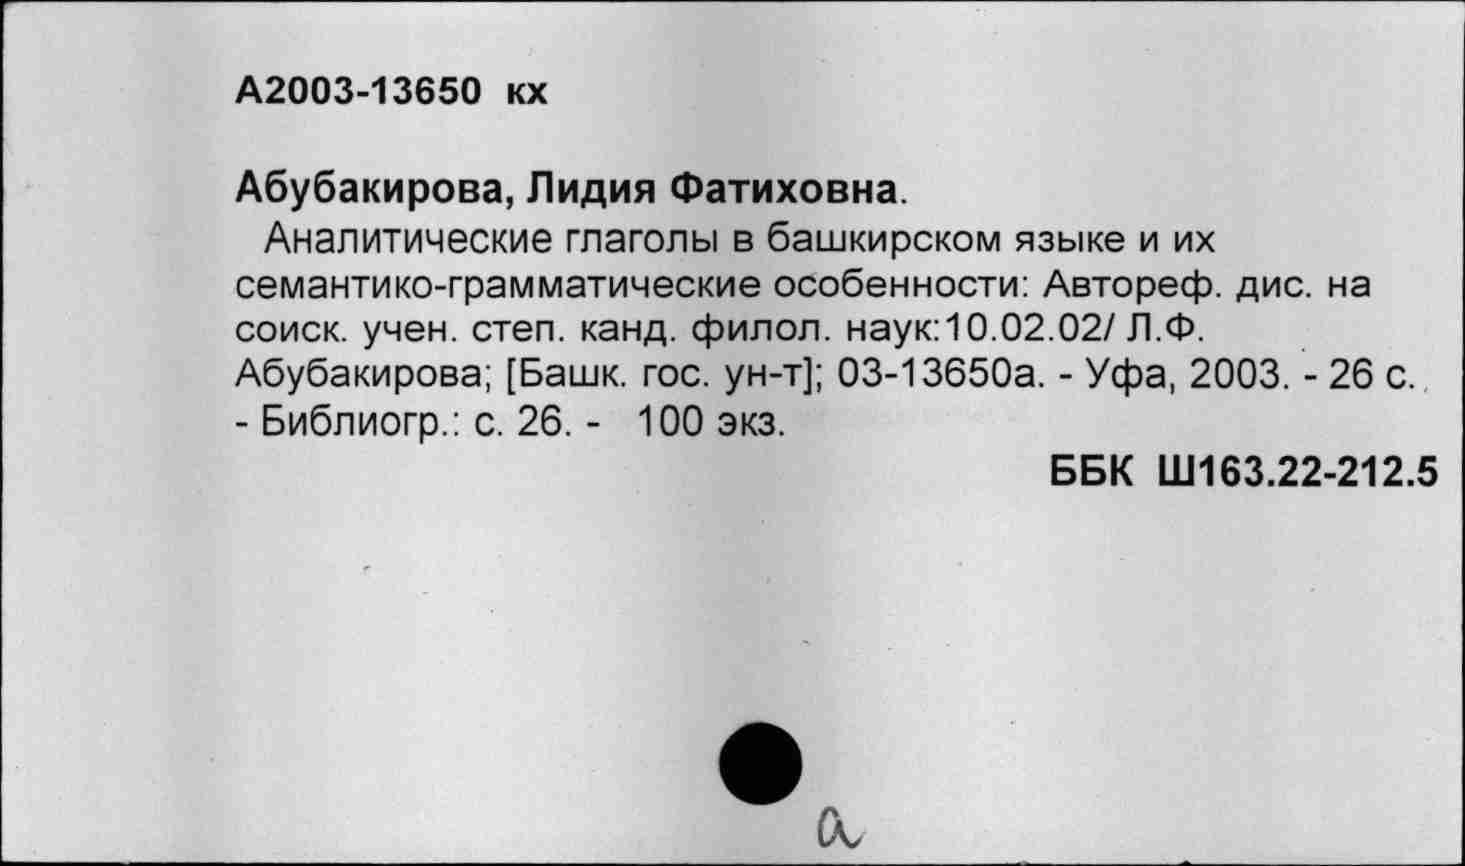 А2003-13650 кх
Абубакирова, Лидия Фатиховна.
Аналитические глаголы в башкирском языке и их
семантико-грамматические особенности: Автореф. дис. на
соиск. учен. степ. канд. филол. наук:10.02.02/ Л.Ф.
Абубакирова; [Башк. гос. ун-т]; 03-13650а. - Уфа, 2003. - 26 с.
- Библиогр.: с. 26. - 100 экз.
ББК Ш163.22-212.5
а